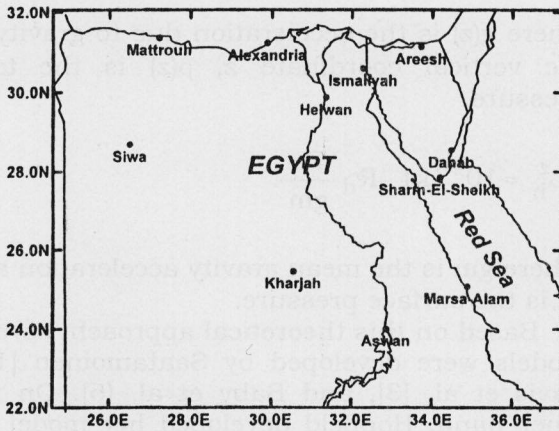 32.0N
Mattrouh
Alexandria
Areesh
Ismaliyah
30.0N
Helwan
Siwa
EGYPT
Dahab
28.0N
Sharm-El-Sheikh
Red Sea
26.0N
Kharjah
Marsa Alam
24.0N
Aswan
22.0N
26.0E 28.0E 30.0E 32.0E 34.0E 36.0E